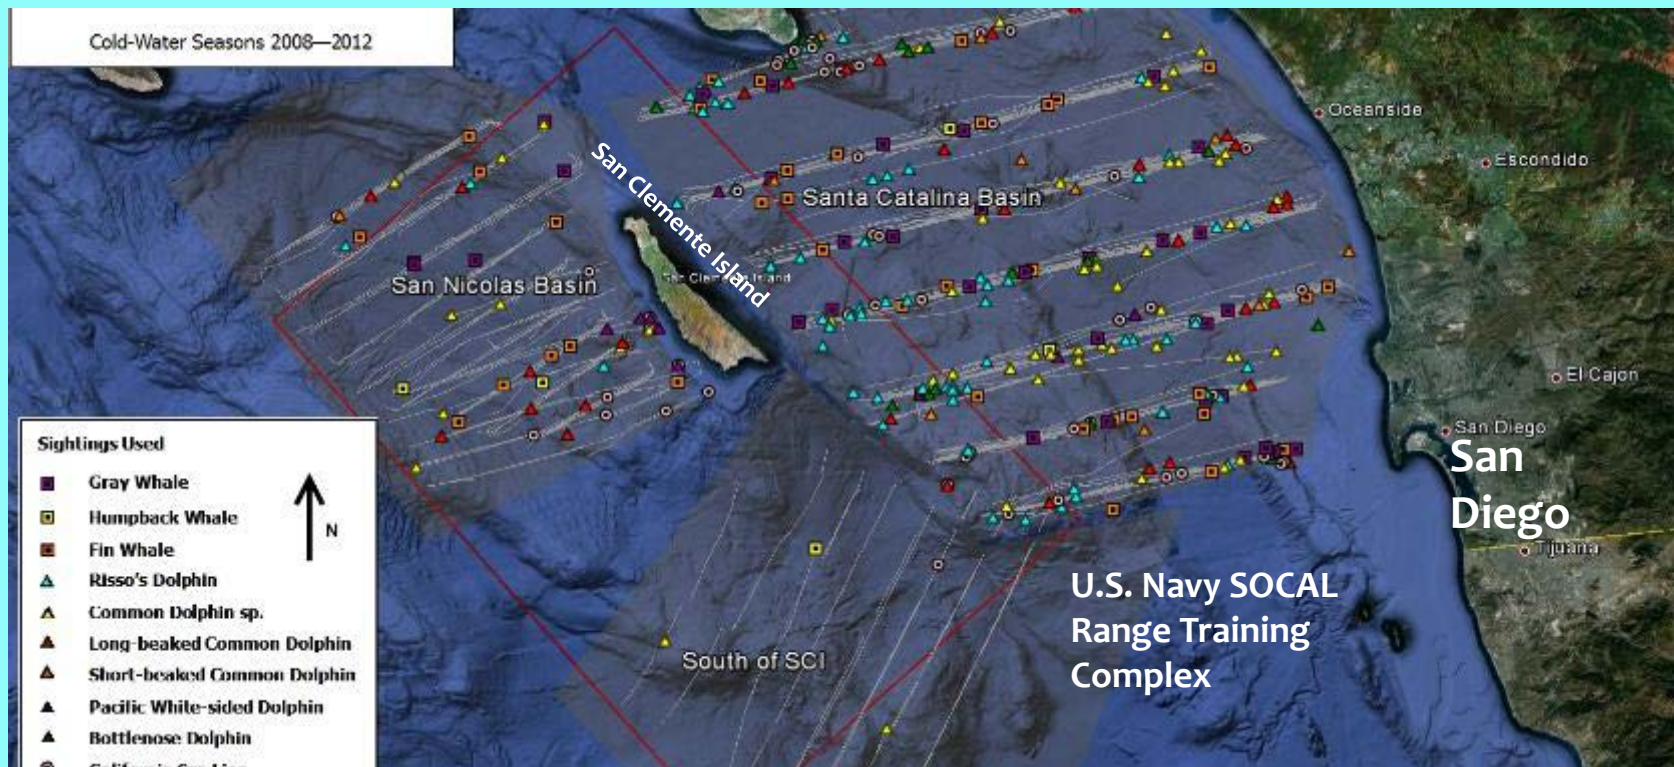 Cold-Water Seasons 2008—2012
Oceanside
Escondido
San Clemente Island
Santa Catalina Basin
San Clemente Island
San Nicolas Basin
El Cajon
San Diego
San
Diego
Tijuana
Sightings Used
Gray Whale
Humpback Whale
N
Fin Whale
Risso's Dolphin
Common Dolphin sp.
Long-beaked Common Dolphin
Short-beaked Common Dolphin
Pacific White-sided Dolphin
Bottlenose Dolphin
U.S. Navy SOCAL
Range Training
Complex
South of SCI